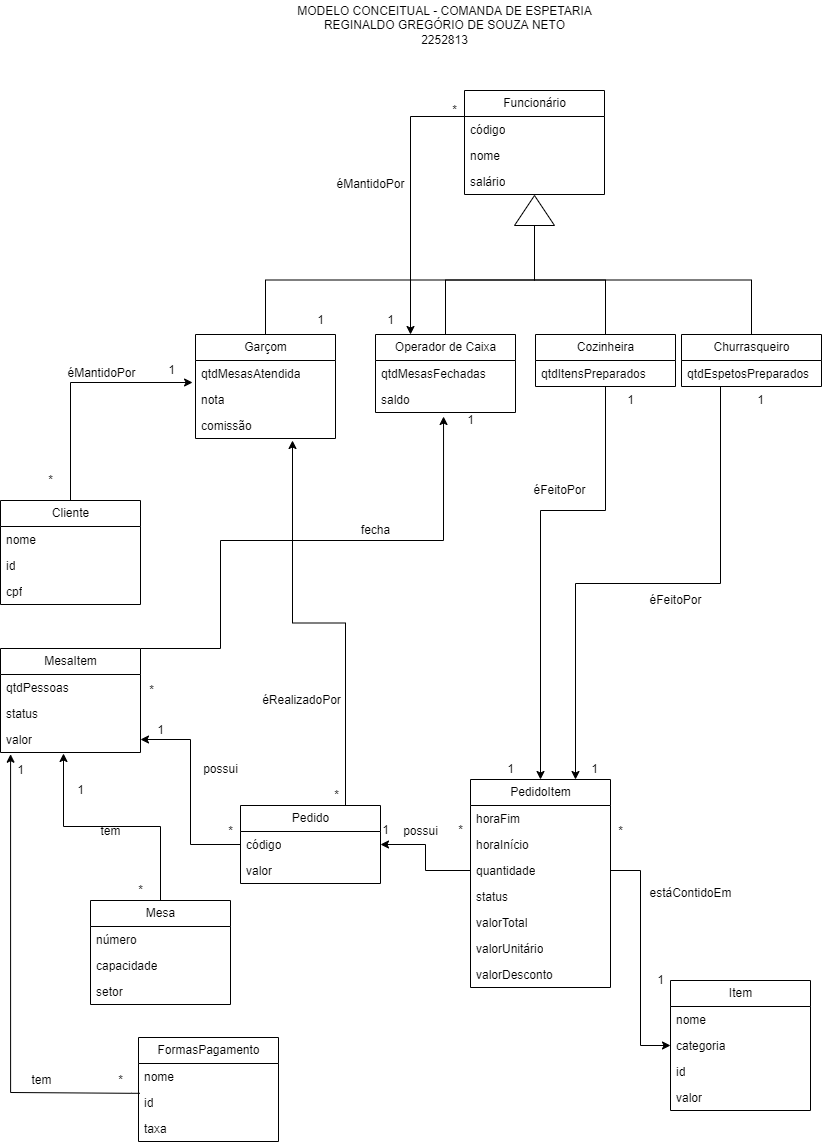 MODELO CONCEITUAL - COMANDA DE ESPETARIA
REGINALDO GREGÓRIO DE SOUZA NETO
2252813
*
Funcionário
código
nome
salário
éMantidoPor
1
1
Garçom
qtdMesasAtendida
nota
comissão
Operador de Caixa
qtdMesasFechadas
saldo
Cozinheira
qtdItensPreparados
Churrasqueiro
qtdEspetosPreparados
éMantidoPor
1
1
1
1
*
Cliente
nome
id
cpf
fecha
éFeitoPor
éFeitoPor
MesaItem
qtdPessoas
status
valor
*
1
1
éRealizadoPor
possui
1
tem
*
*
*
Pedido
código
valor
1
possui
*
1
1
PedidoItem
horaFim
horaInício
quantidade
status
valorTotal
valorUnitário
valorDesconto
*
estáContidoEm
1
Mesa
número
capacidade
setor
Item
nome
categoria
id
valor
tem
*
FormasPagamento
nome
id
taxa